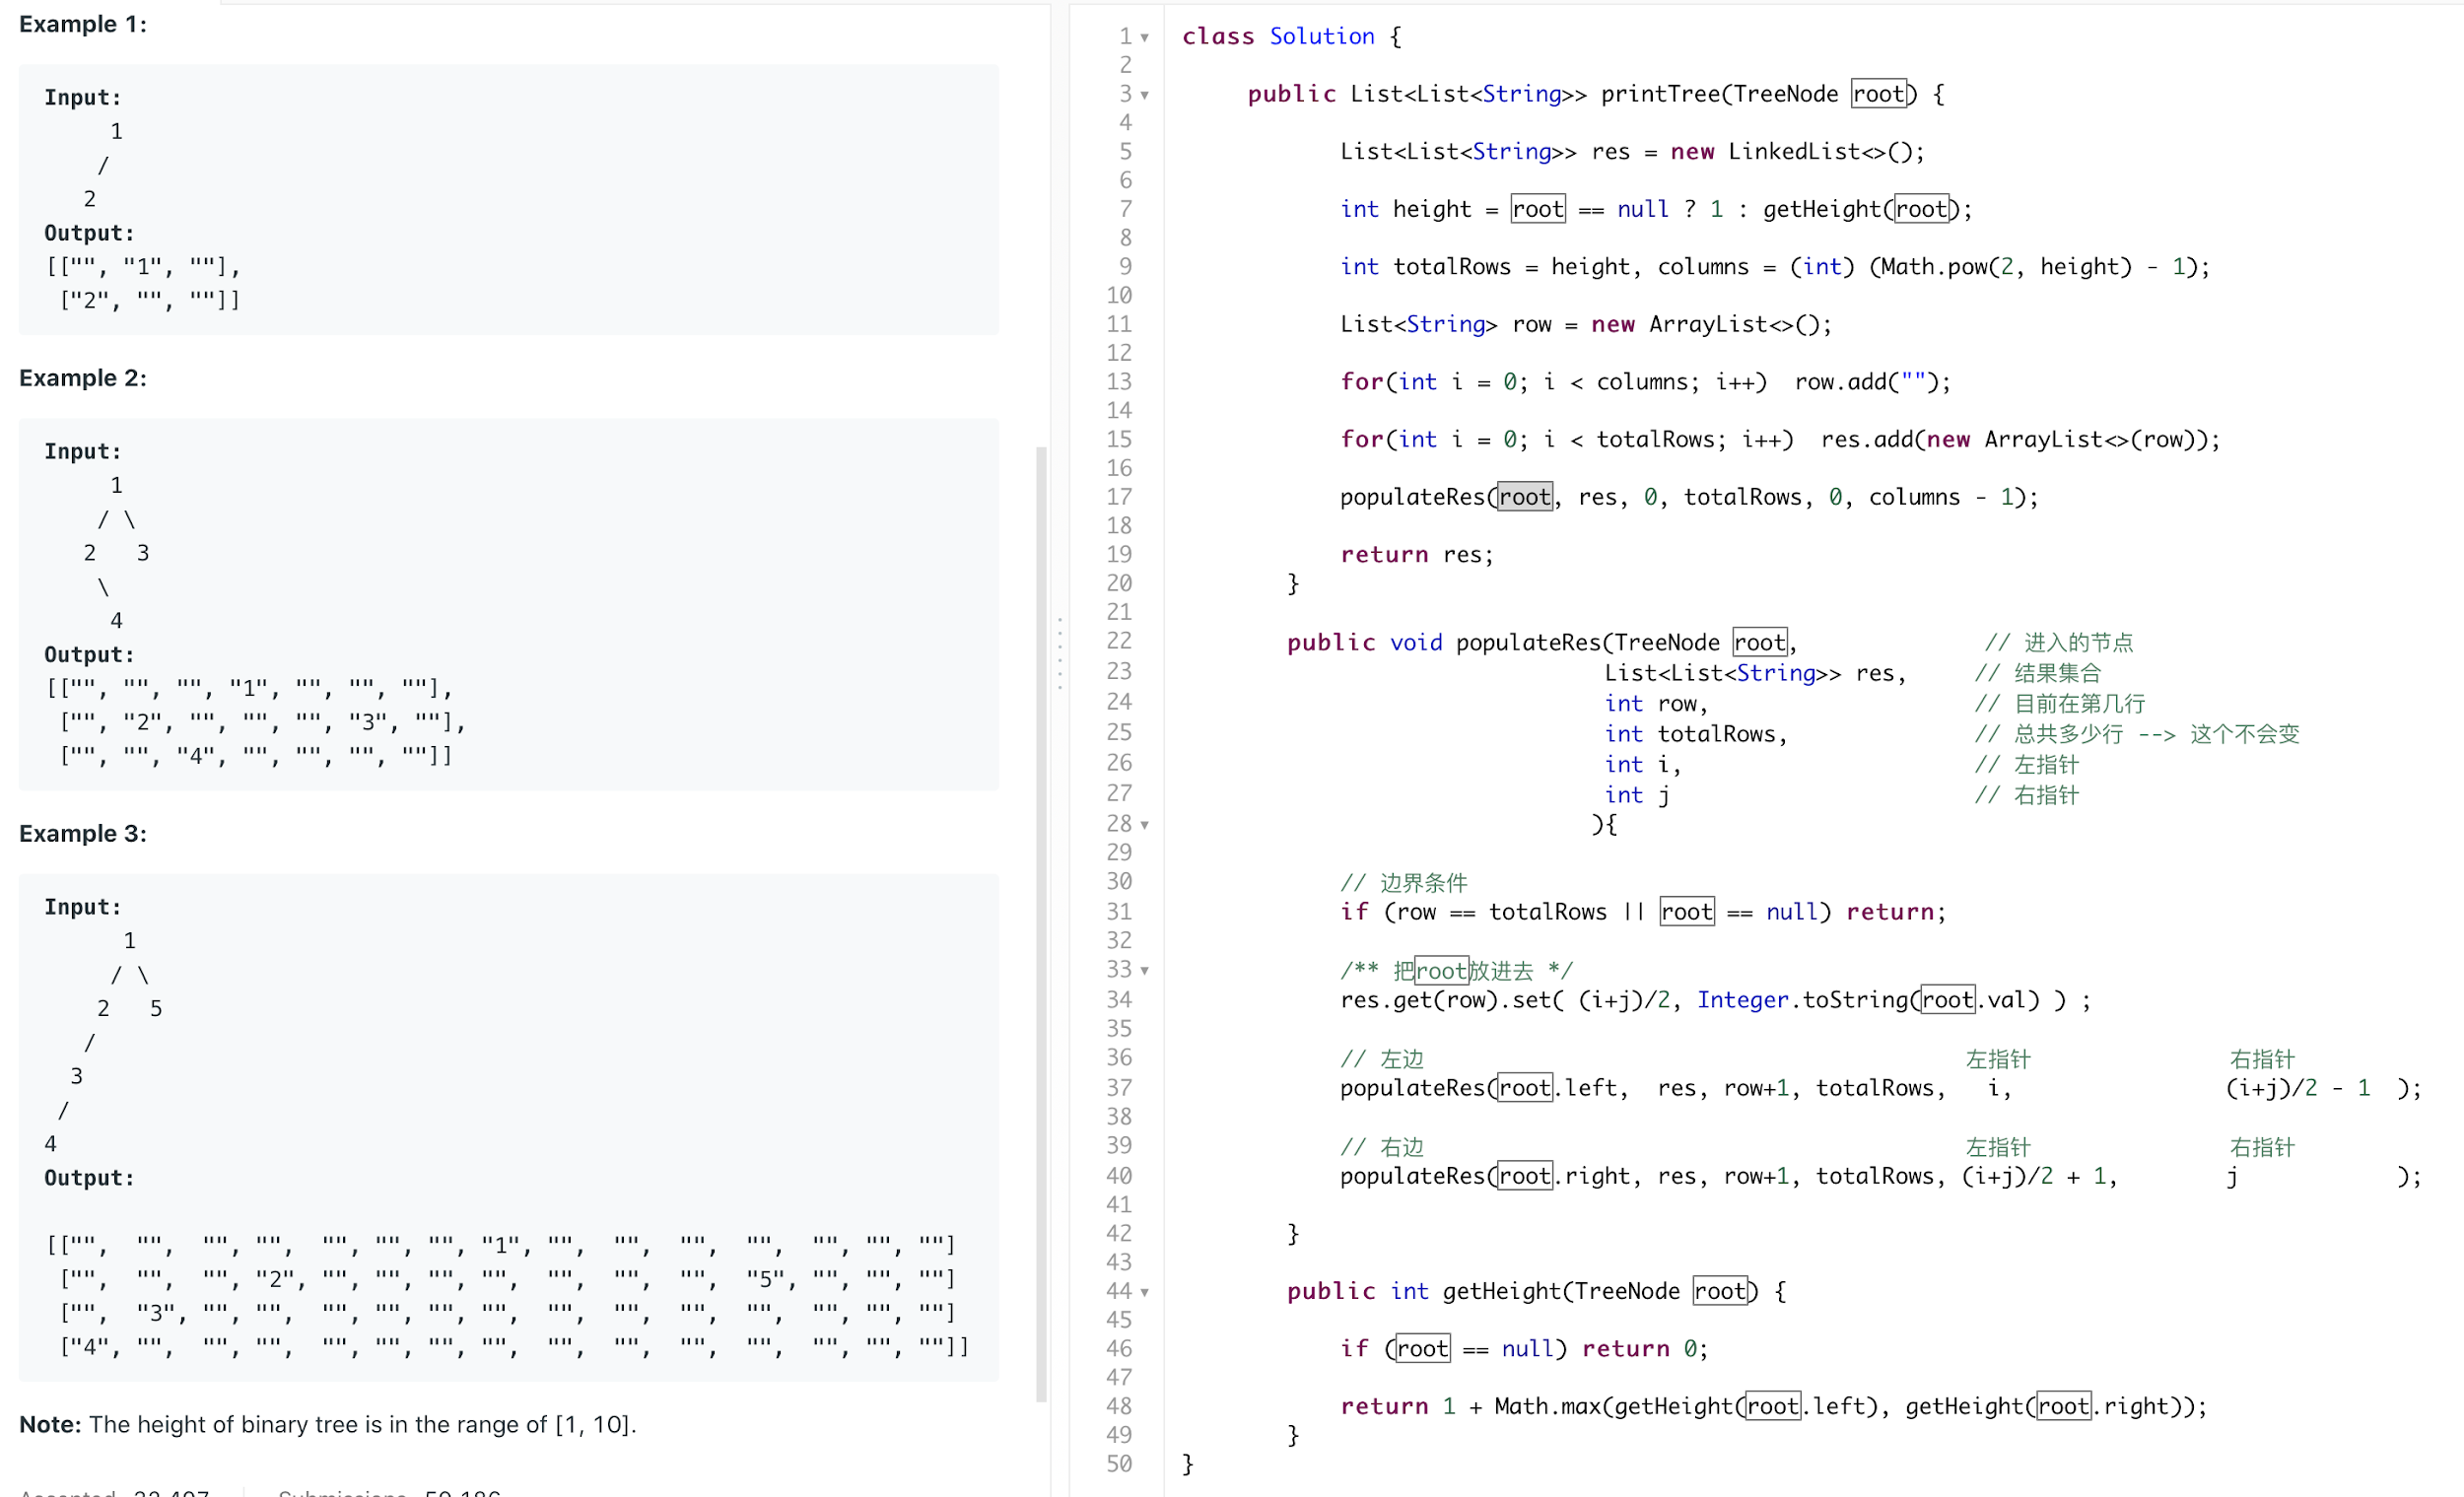 Example 1:
Input:
1
/
2
Output:
[["", "1", ""],
["2", "", ""]]
Example 2:
Input:
1
/ \
2 3
\
4
Output:
[["", "", "", "1", "", "", ""],
["", "2", "", "", "", "3", ""],
["", "", "4", "", "", "", ""]]
Example 3:
Input:
1
/ \
2 5
/
3
/
4
Output:
[["", "", "", "", "", "", "", "1", "", "", "", "", "", "", ""]
["", "", "", "2", "", "", "", "", "", "", "", "5", "", "", ""]
["", "3", "", "", "", "", "", "", "", "", "", "", "", "", ""]
["4", "", "", "", "", "", "", "", "", "", "", "", "", "", ""]]
Note: The height of binary tree is in the range of [1, 10].
1 class Solution {
2
3 public List<List<String>> printTree(TreeNode root) {
4
5 List<List<String>> res = new LinkedList<>();
6
7 int height = root == null ? 1 : getHeight(root);
8
9 int totalRows = height, columns = (int) (Math.pow(2, height) - 1);
10
11 List<String> row = new ArrayList<>();
12
13 for(int i = 0; i < columns; i++) row.add("");
14
15 for(int i = 0; i < totalRows; i++) res.add(new ArrayList<>(row));
16
17 populateRes(root, res, 0, totalRows, 0, columns - 1);
18
19 return res;
20 }
21
22 public void populateRes(TreeNode root, // 进入的节点
23 List<List<String>> res, // 结果集合
24 int row, // 目前在第几行
25 int totalRows, // 总共多少行 --> 这个不会变
26 int i, // 左指针
27 int j // 右指针
28 ){
29
30 // 边界条件
31 if (row == totalRows || root == null) return;
32
33 /** 把root放进去 */
34 res.get(row).set( (i+j)/2, Integer.toString(root.val) ) ;
35
36 // 左边 左指针 右指针
37 populateRes(root.left, res, row+1, totalRows, i, (i+j)/2 - 1 );
38
39 // 右边 左指针 右指针
40 populateRes(root.right, res, row+1, totalRows, (i+j)/2 + 1, j );
41
42 }
43
44 public int getHeight(TreeNode root) {
45
46 if (root == null) return 0;
47
48 return 1 + Math.max(getHeight(root.left), getHeight(root.right));
49 }
50 }